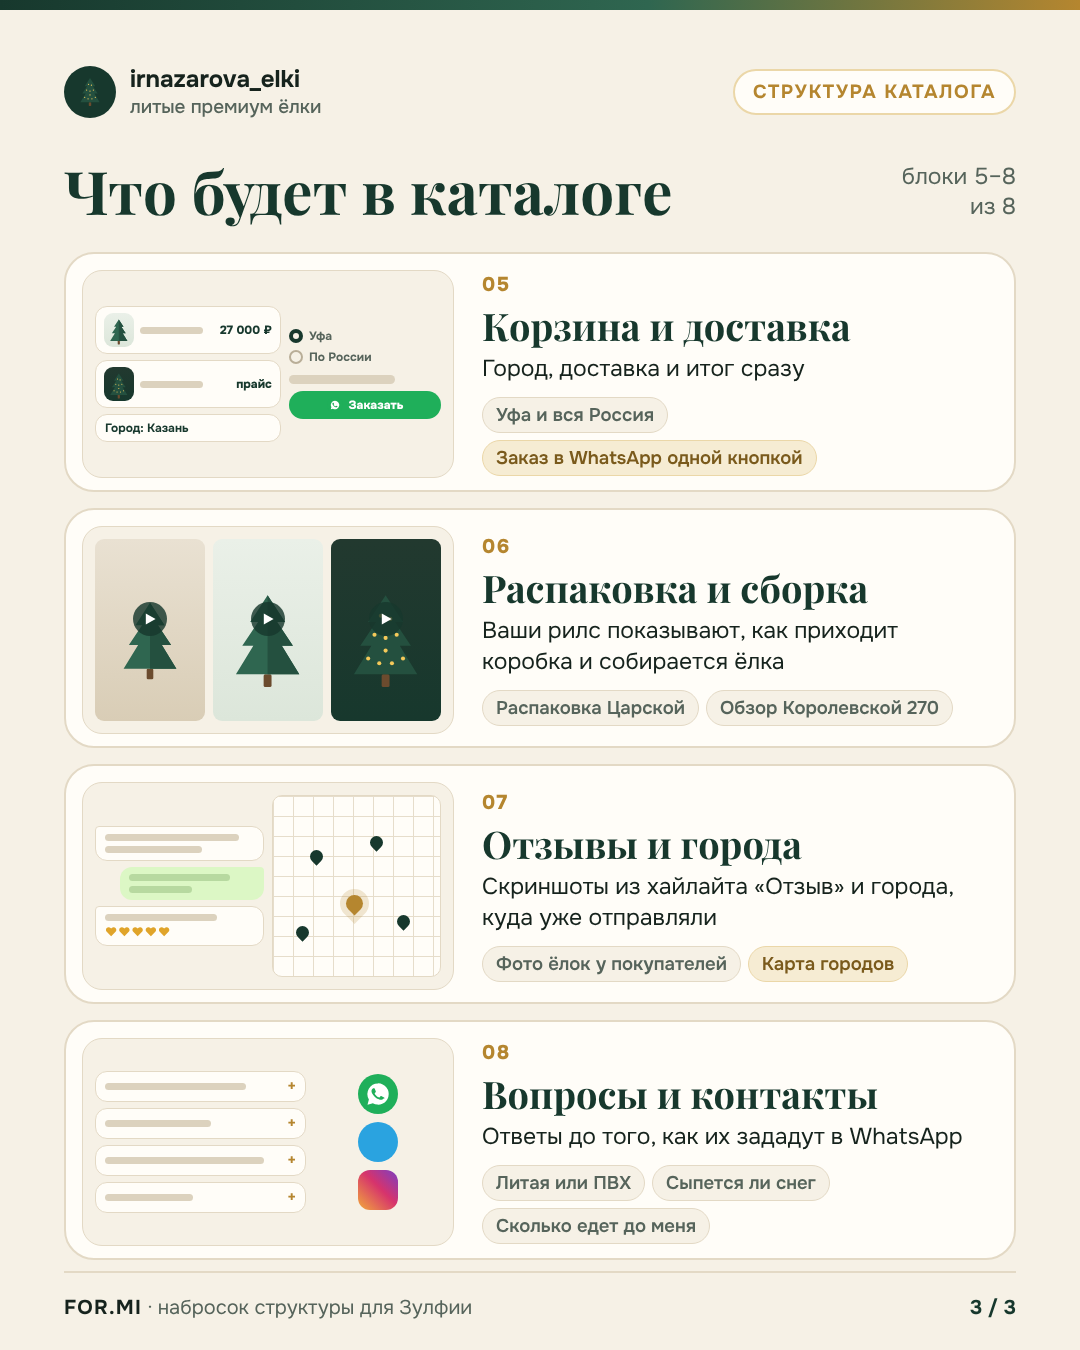 irnazarova_elki
литые премиум ёлки
СТРУКТУРА КАТАЛОГА
Что будет в каталоге
блоки 5–8
из 8
27 000 ₽
прайс
Город: Казань
Уфа
По России
Заказать
05
Корзина и доставка
Город, доставка и итог сразу
Уфа и вся Россия
Заказ в WhatsApp одной кнопкой
06
Распаковка и сборка
Ваши рилс показывают, как приходит
коробка и собирается ёлка
Распаковка Царской
Обзор Королевской 270
07
Отзывы и города
Скриншоты из хайлайта «Отзыв» и города,
куда уже отправляли
Фото ёлок у покупателей
Карта городов
+
+
+
+
08
Вопросы и контакты
Ответы до того, как их зададут в WhatsApp
Литая или ПВХ
Сыпется ли снег
Сколько едет до меня
FOR.MI · набросок структуры для Зулфии
3 / 3